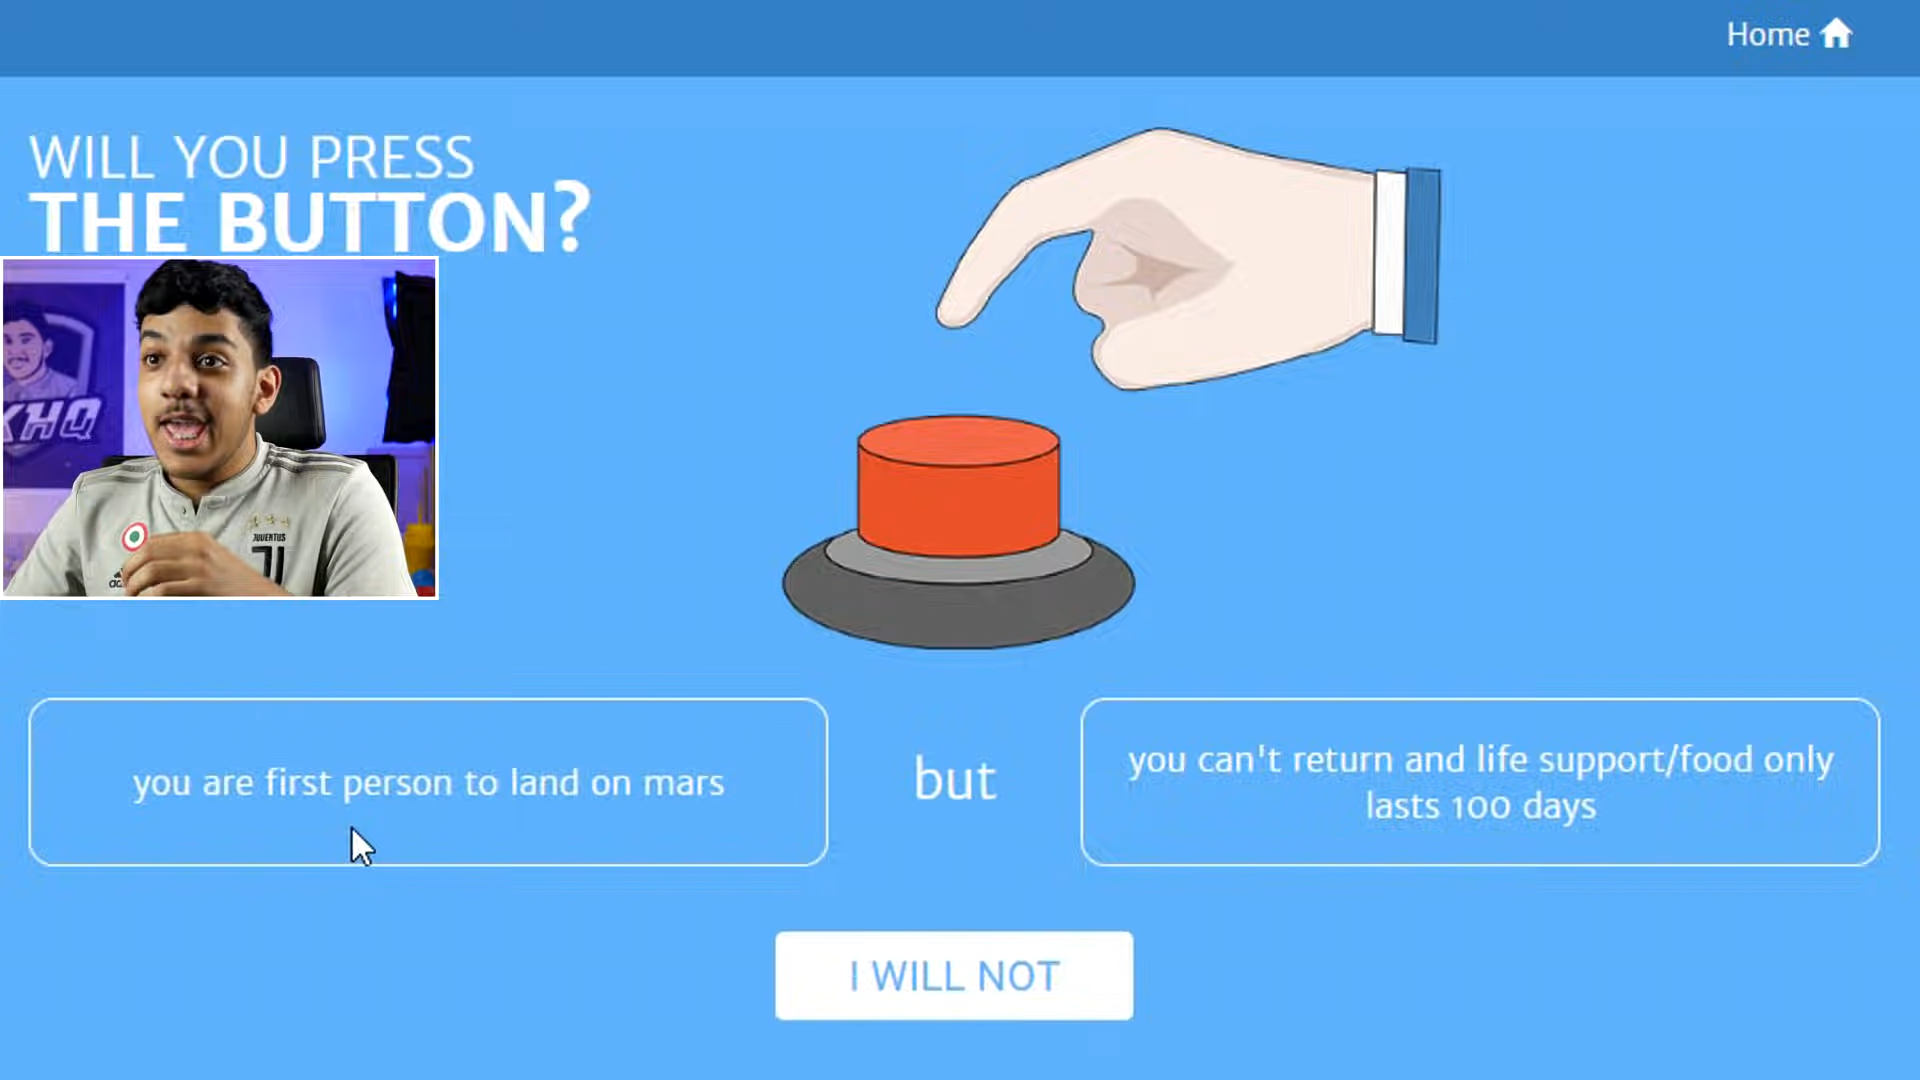 Home
WILL YOU PRESS
THE BUTTON?
KHQ
JUVENTUS
you are first person to land on mars
but
you can't return and life support/food only
lasts 100 days
I WILL NOT